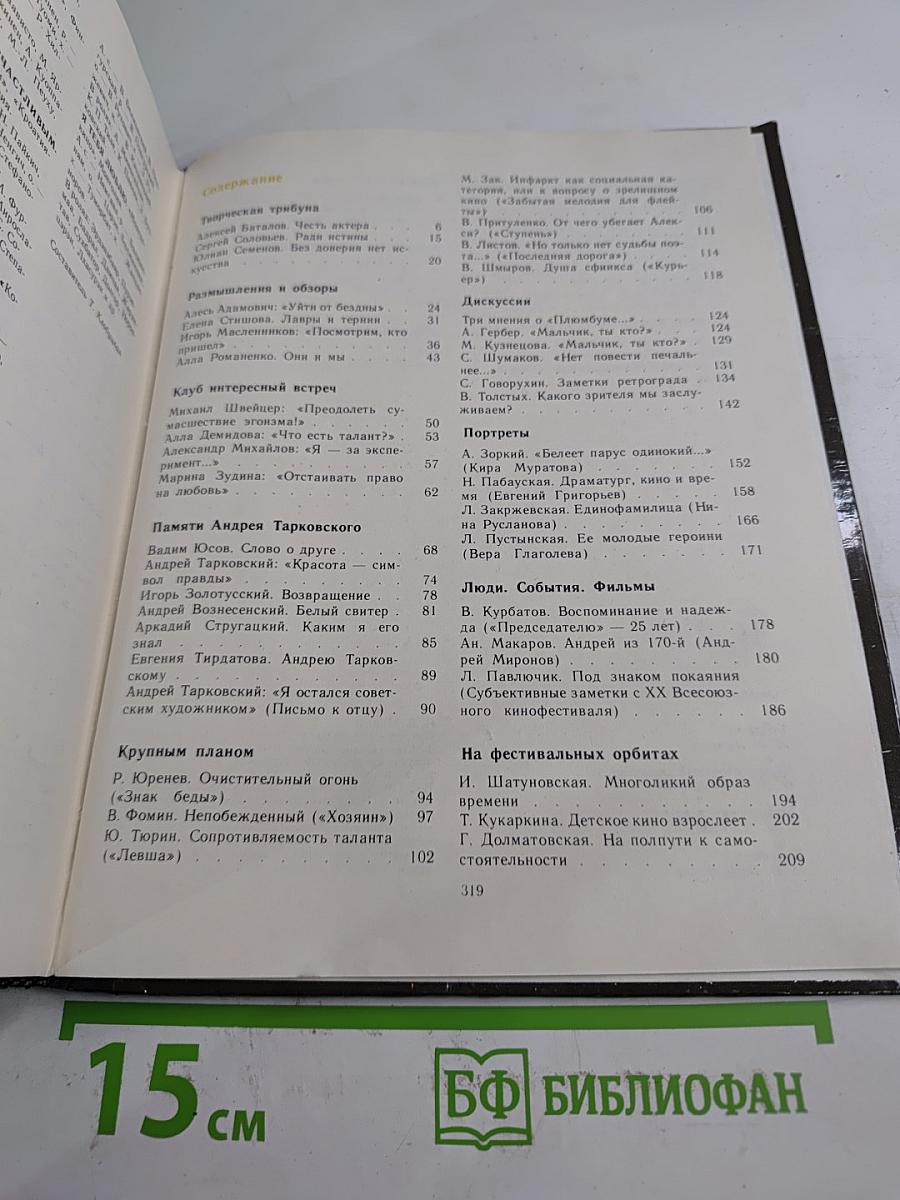 Содержание
Творческая трибуна
Алексей Баталов. Честь актера . . . 6
Сергей Соловьев. Ради истины . . . 15
Юлиан Семенов. Без доверия нет ис-
кусства . . . . . . . . . . 20
Размышления и обзоры
Алесь Адамович: «Уйти от бездны» . . 24
Елена Стишова. Лавры и тернии . . 31
Игорь Масленников: «Посмотрим, кто
пришел» . . . . . . . . . . 36
Алла Романенко. Они и мы . . . . 43
Клуб интересный встреч
Михаил Швейцер: «Преодолеть су-
масшествие эгоизма!» . . . . . . 50
Алла Демидова: «Что есть талант?» . 53
Александр Михайлов: «Я — за экспе-
римент...» . . . . . . . . . 57
Марина Зудина: «Отстаивать право
на любовь» . . . . . . . . . 62
Памяти Андрея Тарковского
Вадим Юсов. Слово о друге . . . . 68
Андрей Тарковский: «Красота — сим-
вол правды» . . . . . . . . . 74
Игорь Золотусский. Возвращение . . 78
Андрей Вознесенский. Белый свитер . 81
Аркадий Стругацкий. Каким я его
знал . . . . . . . . . . . 85
Евгения Тирдатова. Андрею Тарков-
скому . . . . . . . . . . . 89
Андрей Тарковский: «Я остался совет-
ским художником» (Письмо к отцу) . 90
Крупным планом
Р. Юренев. Очистительный огонь
(«Знак беды») . . . . . . . . 94
В. Фомин. Непобежденный («Хозяин») 97
Ю. Тюрин. Сопротивляемость таланта
(«Левша») . . . . . . . . . . 102
М. Зак. Инфаркт как социальная ка-
тегория, или к вопросу о зрелищном
кино («Забытая мелодия для флей-
ты») . . . . . . . . . . . 106
В. Притуленко. От чего убегает Алек-
си? («Ступень») . . . . . . . . 111
В. Листов. «Но только нет судьбы поэ-
та...» («Последняя дорога») . . . . . 114
В. Шмыров. Душа сфинкса («Курь-
ер») . . . . . . . . . . . 118
Дискуссии
Три мнения о «Плюмбуме...» . . . . 124
А. Гербер. «Мальчик, ты кто?» . . . 124
М. Кузнецова. «Мальчик, ты кто?» . 129
С. Шумаков. «Нет повести печаль-
нее...» . . . . . . . . . . 131
С. Говорухин. Заметки ретрограда . 134
В. Толстых. Какого зрителя мы заслу-
живаем? . . . . . . . . . . 142
Портреты
А. Зоркий. «Белеет парус одинокий...»
(Кира Муратова) . . . . . . . 152
Н. Пабауская. Драматург, кино и вре-
мя (Евгений Григорьев) . . . . . 158
Л. Закржевская. Единофамилица (Ни-
на Русланова) . . . . . . . . 166
Л. Пустынская. Ее молодые героини
(Вера Глаголева) . . . . . . . 171
Люди. События. Фильмы
В. Курбатов. Воспоминание и надеж-
да («Председателю» — 25 лет) . . . 178
Ан. Макаров. Андрей из 170-й (Анд-
рей Миронов) . . . . . . . . . 180
Л. Павлючик. Под знаком покаяния
(Субъективные заметки с XX Всесоюз-
ного кинофестиваля) . . . . . . 186
На фестивальных орбитах
И. Шатуновская. Многоликий образ
времени . . . . . . . . . . . 194
Т. Кукаркина. Детское кино взрослеет . 202
Г. Долматовская. На полпути к само-
стоятельности . . . . . . . . . 209
319
15 см
БФ БИБЛИОФАН